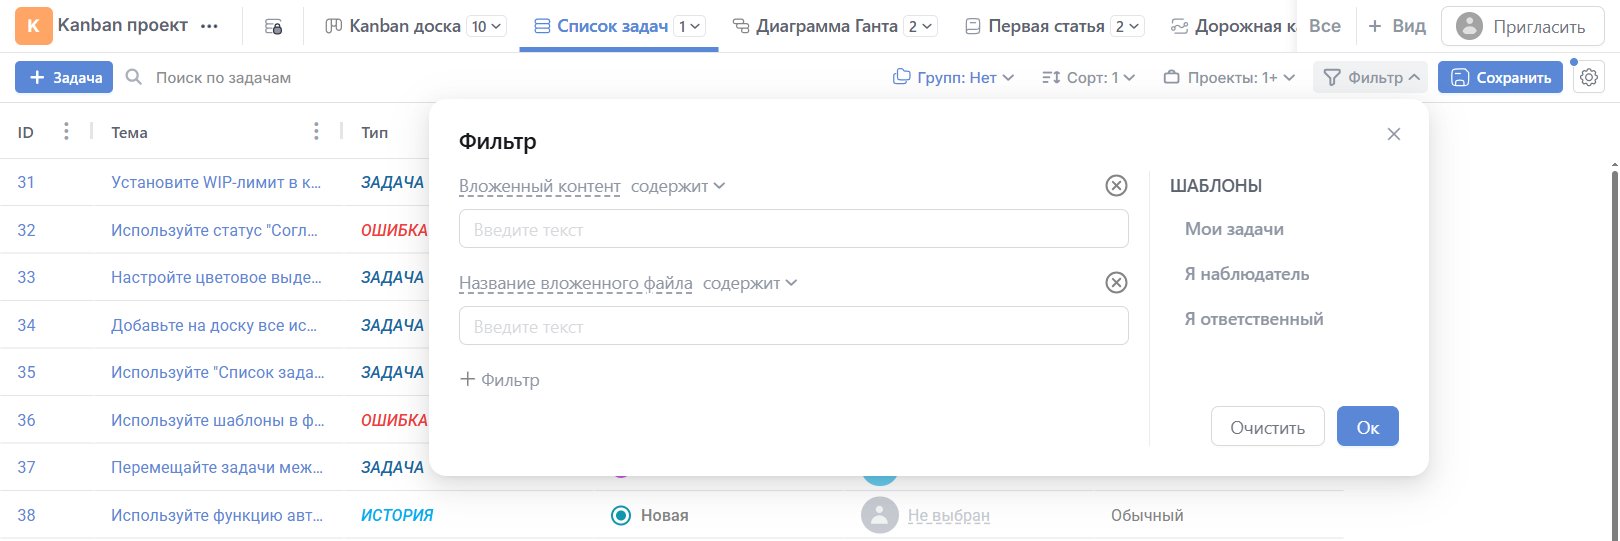 К Kanban проект ••• Kanban доска 10 Список задач 1 Диаграмма Ганта 2 Первая статья 2 Дорожная к Все + Вид Пригласить
+ Задача Поиск по задачам Групп: Нет Сорт: 1 Проекты: 1+ Фильтр Сохранить
ID Тема Тип
Фильтр
Вложенный контент содержит
Введите текст
Название вложенного файла содержит
Введите текст
+ Фильтр
ШАБЛОНЫ
Мои задачи
Я наблюдатель
Я ответственный
Очистить Ок
31 Установите WIP-лимит в к... ЗАДАЧА
32 Используйте статус "Согл... ОШИБКА
33 Настройте цветовое выде... ЗАДАЧА
34 Добавьте на доску все ис... ЗАДАЧА
35 Используйте "Список зада... ЗАДАЧА
36 Используйте шаблоны в ф... ОШИБКА
37 Перемещайте задачи меж... ЗАДАЧА
38 Используйте функцию авт... ИСТОРИЯ Новая Не выбран Обычный